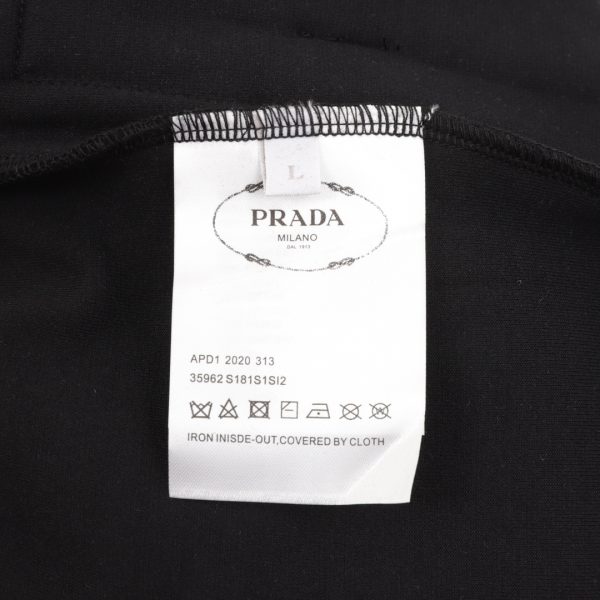 L
PRADA
MILANO
DAL 1913
APD1 2020 313
35962 S181S1SI2
IRON INISDE-OUT,COVERED BY CLOTH